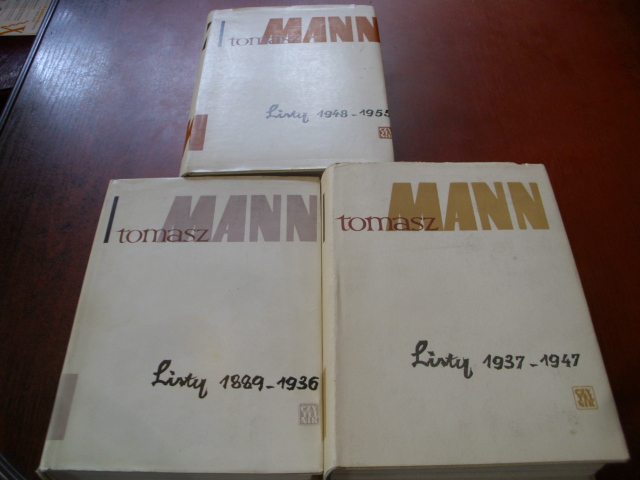 tomasz MANN
Listy 1948-1955
tomasz MANN
Listy 1889-1936
tomasz MANN
Listy 1937-1947